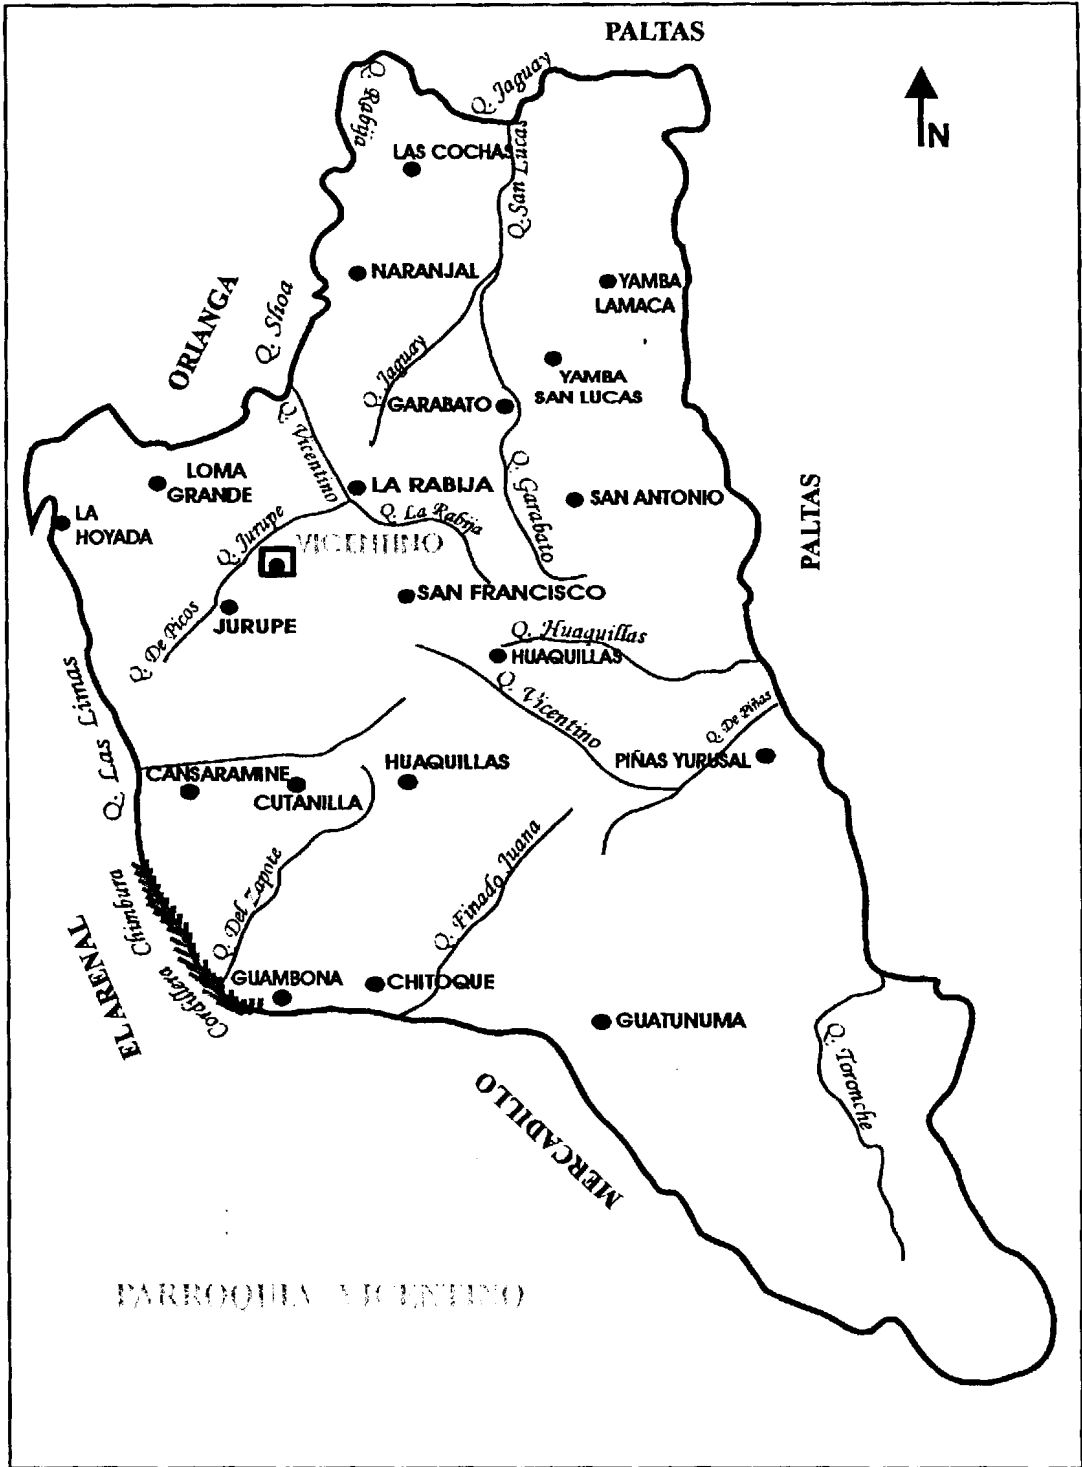 PALTAS
Q. Jaguay
Q. Rabija
N
LAS COCHAS
Q. San Lucas
NARANJAL
YAMBA
LAMACA
ORIANGA
Q. Shoa
Q. Jaguay
YAMBA
SAN LUCAS
GARABATO
Q. Vicentino
LOMA
GRANDE
LA RABIJA
Q. Garabato
SAN ANTONIO
PALTAS
LA
HOYADA
Q. Jurupe
Q. La Rabija
VICENTINO
SAN FRANCISCO
JURUPE
Q. De Picos
Q. Huaquillas
HUAQUILLAS
Q. Vicentino
Q. De Piñas
Q. Las Limas
PIÑAS YURUSAL
CANSARAMINE
HUAQUILLAS
CUTANILLA
Q. Del Zapote
Q. Finado Juana
Cordillera Chimbura
EL ARENAL
GUAMBONA
CHITOQUE
GUATUNUMA
Q. Toronche
MERCADILLO
PARROQUIA VICENTINO